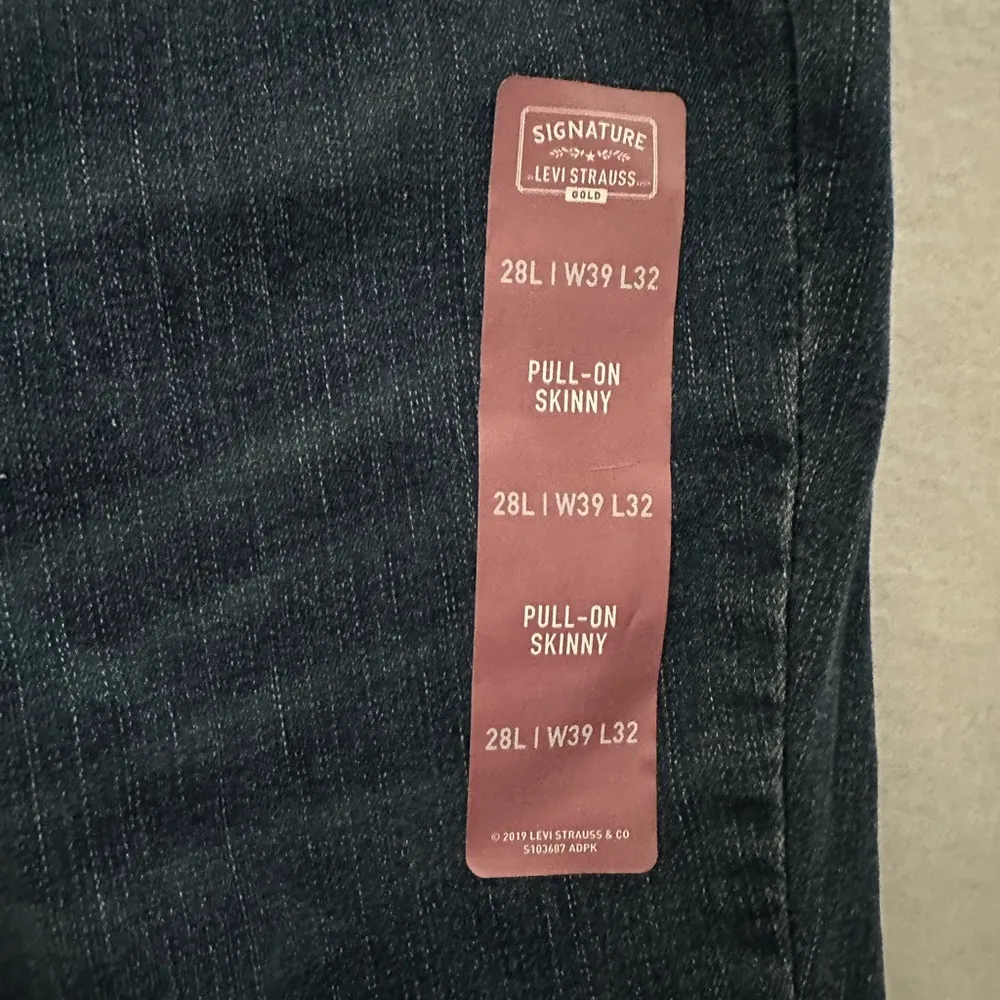 SIGNATURE
LEVI STRAUSS
GOLD
28L | W39 L32
PULL-ON
SKINNY
28L | W39 L32
PULL-ON
SKINNY
28L | W39 L32
© 2019 LEVI STRAUSS & CO
S103687 ADPK